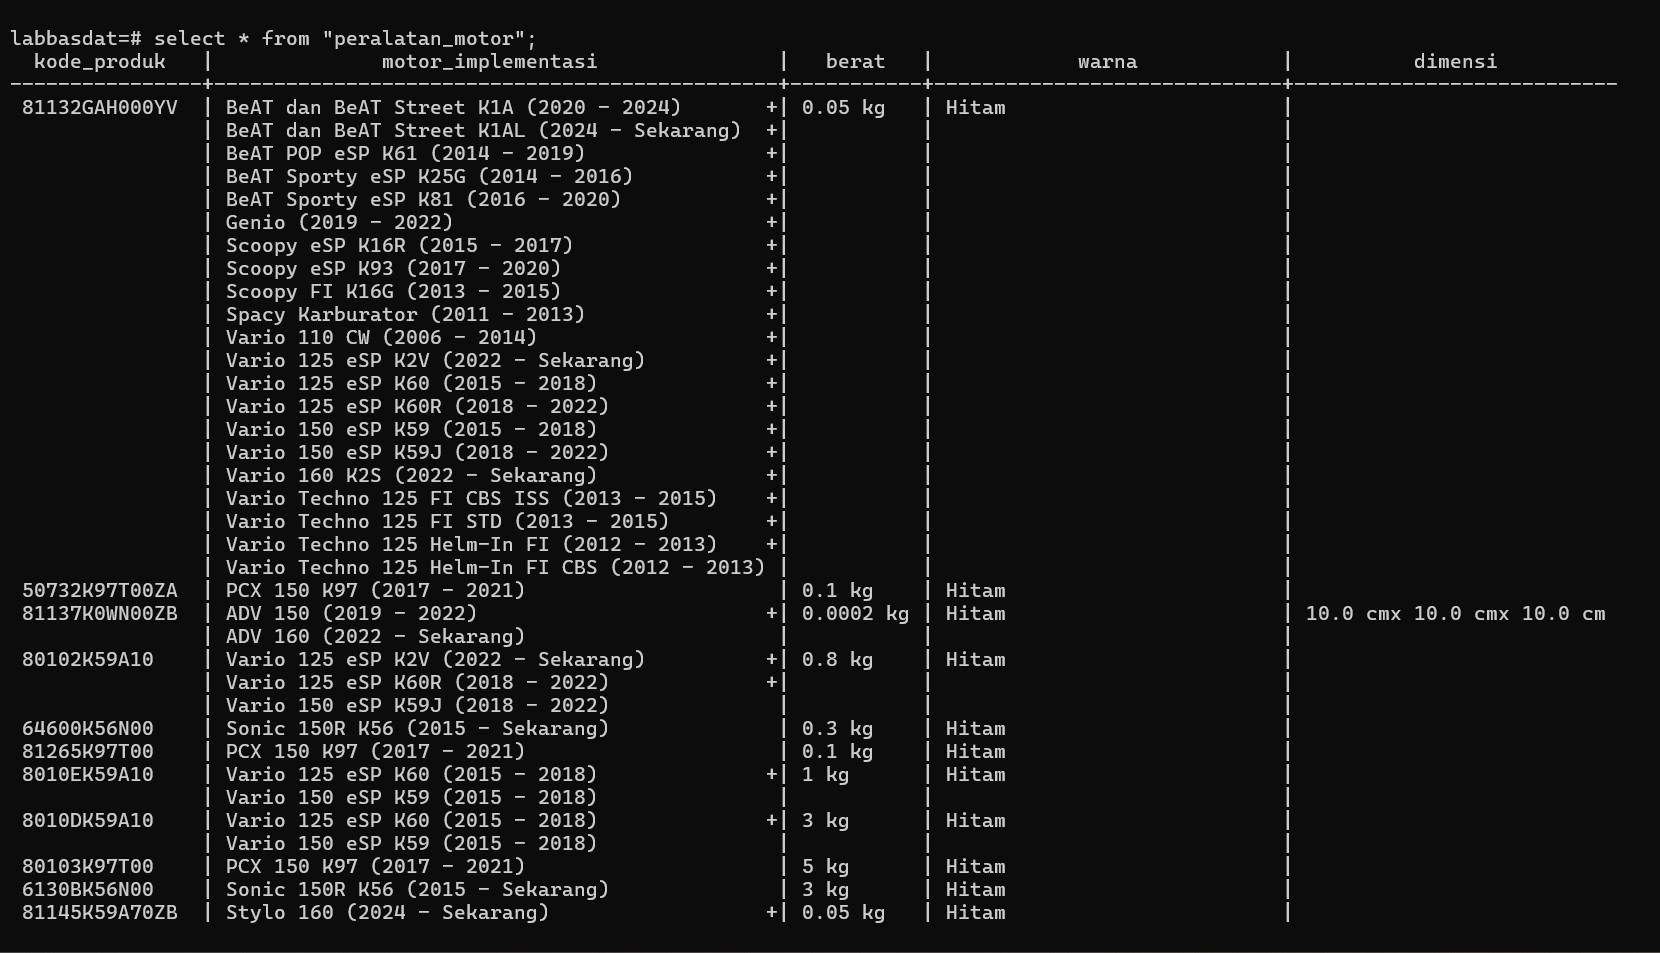 labbasdat=# select * from "peralatan_motor";
  kode_produk   |              motor_implementasi               |   berat   |            warna            |          dimensi
----------------+-----------------------------------------------+-----------+-----------------------------+---------------------------
 81132GAH000YV  | BeAT dan BeAT Street K1A (2020 - 2024)       +| 0.05 kg   | Hitam                       |
                | BeAT dan BeAT Street K1AL (2024 - Sekarang)  +|           |                             |
                | BeAT POP eSP K61 (2014 - 2019)               +|           |                             |
                | BeAT Sporty eSP K25G (2014 - 2016)           +|           |                             |
                | BeAT Sporty eSP K81 (2016 - 2020)            +|           |                             |
                | Genio (2019 - 2022)                          +|           |                             |
                | Scoopy eSP K16R (2015 - 2017)                +|           |                             |
                | Scoopy eSP K93 (2017 - 2020)                 +|           |                             |
                | Scoopy FI K16G (2013 - 2015)                 +|           |                             |
                | Spacy Karburator (2011 - 2013)               +|           |                             |
                | Vario 110 CW (2006 - 2014)                   +|           |                             |
                | Vario 125 eSP K2V (2022 - Sekarang)          +|           |                             |
                | Vario 125 eSP K60 (2015 - 2018)              +|           |                             |
                | Vario 125 eSP K60R (2018 - 2022)             +|           |                             |
                | Vario 150 eSP K59 (2015 - 2018)              +|           |                             |
                | Vario 150 eSP K59J (2018 - 2022)             +|           |                             |
                | Vario 160 K2S (2022 - Sekarang)              +|           |                             |
                | Vario Techno 125 FI CBS ISS (2013 - 2015)    +|           |                             |
                | Vario Techno 125 FI STD (2013 - 2015)        +|           |                             |
                | Vario Techno 125 Helm-In FI (2012 - 2013)    +|           |                             |
                | Vario Techno 125 Helm-In FI CBS (2012 - 2013) |           |                             |
 50732K97T00ZA  | PCX 150 K97 (2017 - 2021)                     | 0.1 kg    | Hitam                       |
 81137K0WN00ZB  | ADV 150 (2019 - 2022)                        +| 0.0002 kg | Hitam                       | 10.0 cmx 10.0 cmx 10.0 cm
                | ADV 160 (2022 - Sekarang)                     |           |                             |
 80102K59A10    | Vario 125 eSP K2V (2022 - Sekarang)          +| 0.8 kg    | Hitam                       |
                | Vario 125 eSP K60R (2018 - 2022)             +|           |                             |
                | Vario 150 eSP K59J (2018 - 2022)              |           |                             |
 64600K56N00    | Sonic 150R K56 (2015 - Sekarang)              | 0.3 kg    | Hitam                       |
 81265K97T00    | PCX 150 K97 (2017 - 2021)                     | 0.1 kg    | Hitam                       |
 8010EK59A10    | Vario 125 eSP K60 (2015 - 2018)              +| 1 kg      | Hitam                       |
                | Vario 150 eSP K59 (2015 - 2018)               |           |                             |
 8010DK59A10    | Vario 125 eSP K60 (2015 - 2018)              +| 3 kg      | Hitam                       |
                | Vario 150 eSP K59 (2015 - 2018)               |           |                             |
 80103K97T00    | PCX 150 K97 (2017 - 2021)                     | 5 kg      | Hitam                       |
 6130BK56N00    | Sonic 150R K56 (2015 - Sekarang)              | 3 kg      | Hitam                       |
 81145K59A70ZB  | Stylo 160 (2024 - Sekarang)                  +| 0.05 kg   | Hitam                       |